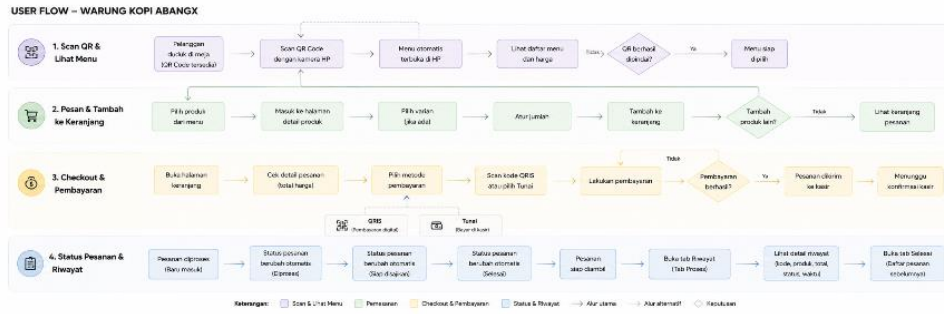 USER FLOW – WARUNG KOPI ABANGX
1. Scan QR &
Lihat Menu
Pelanggan
duduk di meja
(QR Code tersedia)
Scan QR Code
dengan kamera HP
Menu otomatis
terbuka di HP
Lihat daftar menu
dan harga
Tidak
QR berhasil
dipindai?
Ya
Menu siap
dipilih
2. Pesan & Tambah
ke Keranjang
Pilih produk
dari menu
Masuk ke halaman
detail produk
Pilih varian
(jika ada)
Atur jumlah
Tambah ke
keranjang
Tambah
produk lain?
Tidak
Lihat keranjang
pesanan
3. Checkout &
Pembayaran
Buka halaman
keranjang
Cek detail pesanan
(total harga)
Pilih metode
pembayaran
Scan kode QRIS
atau pilih Tunai
Lakukan pembayaran
Tidak
Pembayaran
berhasil?
Ya
Pesanan dikirim
ke kasir
Menunggu
konfirmasi kasir
QRIS
(Pembayaran digital)
Tunai
(Bayar di kasir)
4. Status Pesanan &
Riwayat
Pesanan diproses
(Baru masuk)
Status pesanan
berubah otomatis
(Diproses)
Status pesanan
berubah otomatis
(Siap disajikan)
Status pesanan
berubah otomatis
(Selesai)
Pesanan
siap diambil
Buka tab Riwayat
(Tab Proses)
Lihat detail riwayat
(kode, produk, total,
status, waktu)
Buka tab Selesai
(Daftar pesanan
sebelumnya)
Keterangan:
Scan & Lihat Menu
Pemesanan
Checkout & Pembayaran
Status & Riwayat
Alur utama
Alur alternatif
Keputusan